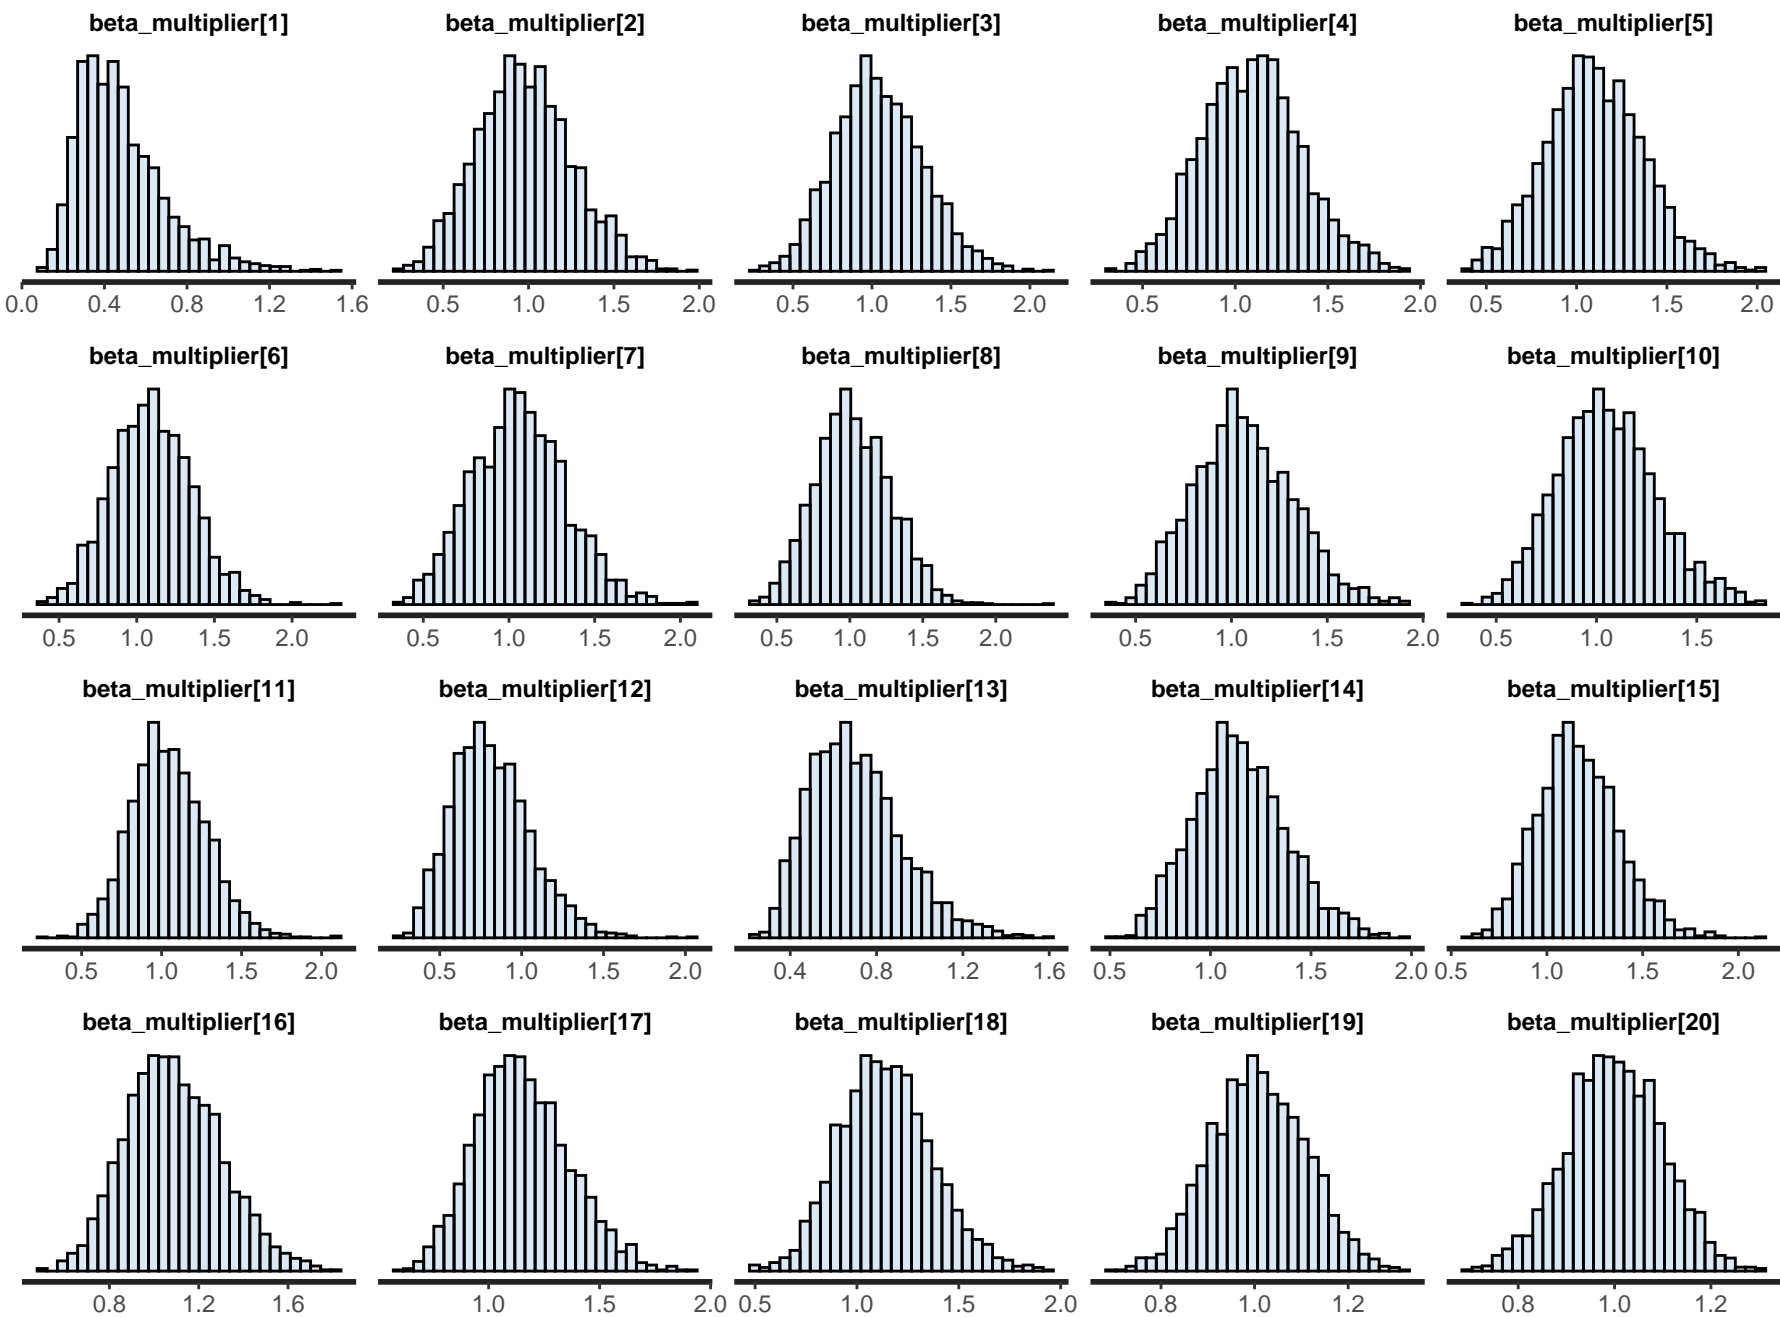 beta_multiplier[1] beta_multiplier[2] beta_multiplier[3] beta_multiplier[4] beta_multiplier[5]
0.0 0.4 0.8 1.2 1.6 0.5 1.0 1.5 2.0 0.5 1.0 1.5 2.0 0.5 1.0 1.5 2.0 0.5 1.0 1.5 2.0
beta_multiplier[6] beta_multiplier[7] beta_multiplier[8] beta_multiplier[9] beta_multiplier[10]
0.5 1.0 1.5 2.0 0.5 1.0 1.5 2.0 0.5 1.0 1.5 2.0 0.5 1.0 1.5 2.0 0.5 1.0 1.5
beta_multiplier[11] beta_multiplier[12] beta_multiplier[13] beta_multiplier[14] beta_multiplier[15]
0.5 1.0 1.5 2.0 0.5 1.0 1.5 2.0 0.4 0.8 1.2 1.6 0.5 1.0 1.5 2.0 0.5 1.0 1.5 2.0
beta_multiplier[16] beta_multiplier[17] beta_multiplier[18] beta_multiplier[19] beta_multiplier[20]
0.8 1.2 1.6 1.0 1.5 2.0 0.5 1.0 1.5 2.0 0.8 1.0 1.2 0.8 1.0 1.2